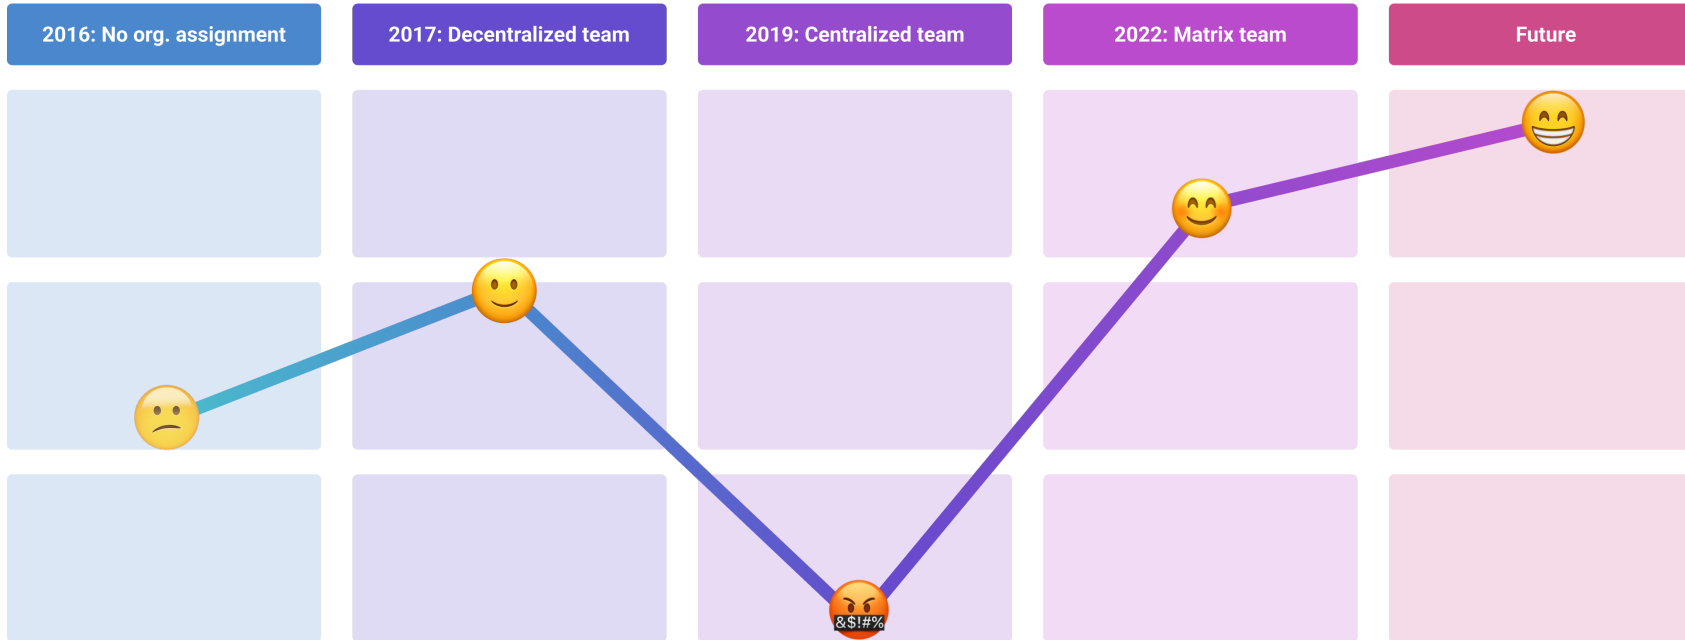 2016: No org. assignment
2017: Decentralized team
2019: Centralized team
2022: Matrix team
Future
&$!#%